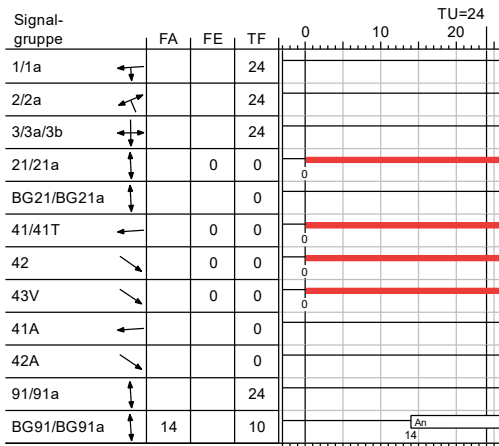 TU=24
Signal-
gruppe FA FE TF 0 10 20
1/1a 24
2/2a 24
3/3a/3b 24
21/21a 0 0
0
BG21/BG21a 0
41/41T 0 0
0
42 0 0
0
43V 0 0
0
41A 0
42A 0
91/91a 24
BG91/BG91a 14 10 An
14